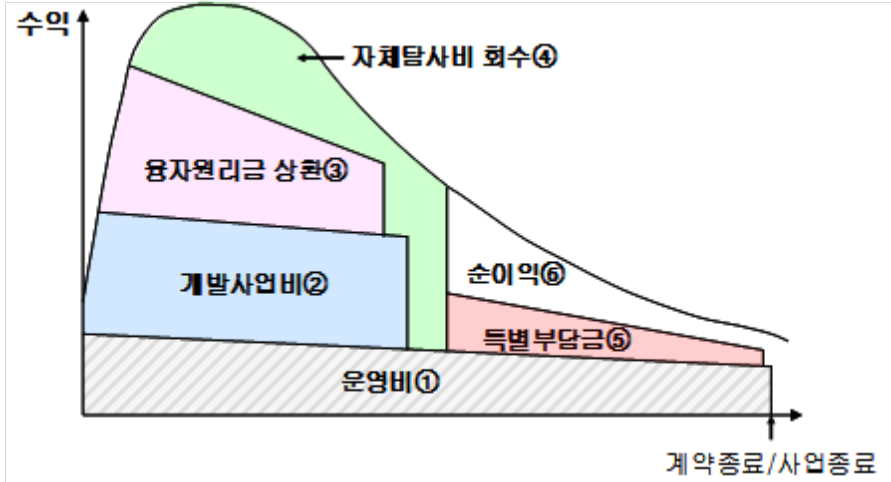 수익
자체탐사비 회수④
융자원리금 상환③
개발사업비②
순이익⑥
특별부담금⑤
운영비①
계약종료/사업종료